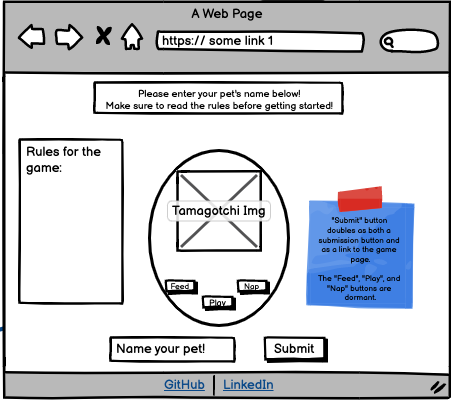 A Web Page
https:// some link 1
Please enter your pet's name below!
Make sure to read the rules before getting started!
Rules for the
game:
Tamagotchi Img
Feed
Nap
Play
"Submit" button
doubles as both a
submission button and
as a link to the game
page.
The "Feed", "Play", and
"Nap" buttons are
dormant.
Name your pet!
Submit
GitHub
LinkedIn